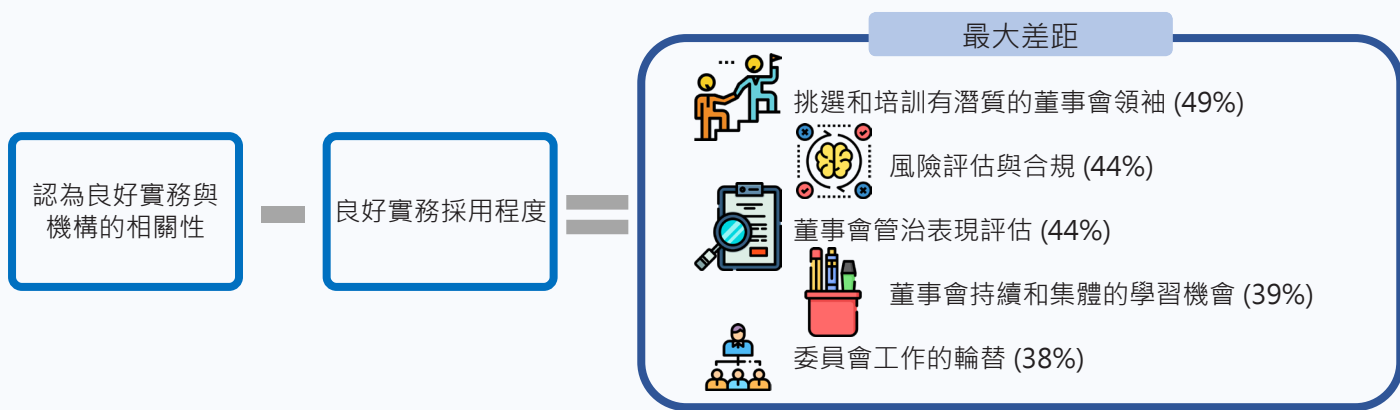 認為良好實務與
機構的相關性
良好實務採用程度
最大差距
挑選和培訓有潛質的董事會領袖 (49%)
風險評估與合規 (44%)
董事會管治表現評估 (44%)
董事會持續和集體的學習機會 (39%)
委員會工作的輪替 (38%)